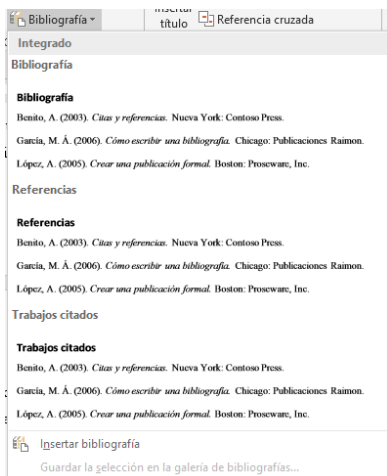 Bibliografía
título
Referencia cruzada
Integrado
Bibliografía
Bibliografía
Benito, A. (2003). Citas y referencias. Nueva York: Contoso Press.
García, M. Á. (2006). Cómo escribir una bibliografía. Chicago: Publicaciones Raimon.
López, A. (2005). Crear una publicación formal. Boston: Proseware, Inc.
Referencias
Referencias
Benito, A. (2003). Citas y referencias. Nueva York: Contoso Press.
García, M. Á. (2006). Cómo escribir una bibliografía. Chicago: Publicaciones Raimon.
López, A. (2005). Crear una publicación formal. Boston: Proseware, Inc.
Trabajos citados
Trabajos citados
Benito, A. (2003). Citas y referencias. Nueva York: Contoso Press.
García, M. Á. (2006). Cómo escribir una bibliografía. Chicago: Publicaciones Raimon.
López, A. (2005). Crear una publicación formal. Boston: Proseware, Inc.
Insertar bibliografía
Guardar la selección en la galería de bibliografías...